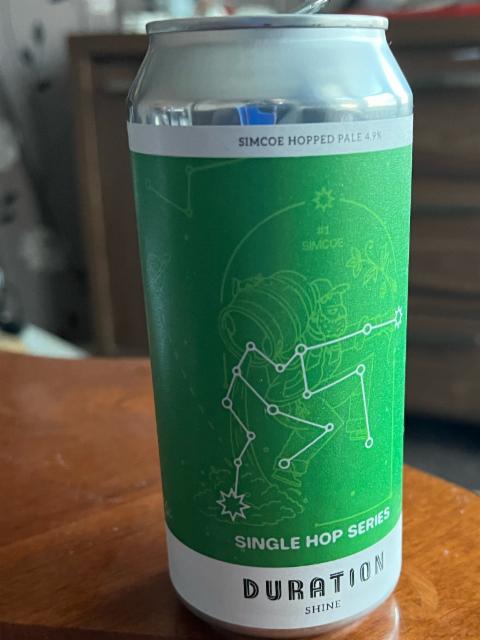 SIMCOE HOPPED PALE 4.9%
#1
SIMCOE
SINGLE HOP SERIES
DURATION
SHINE